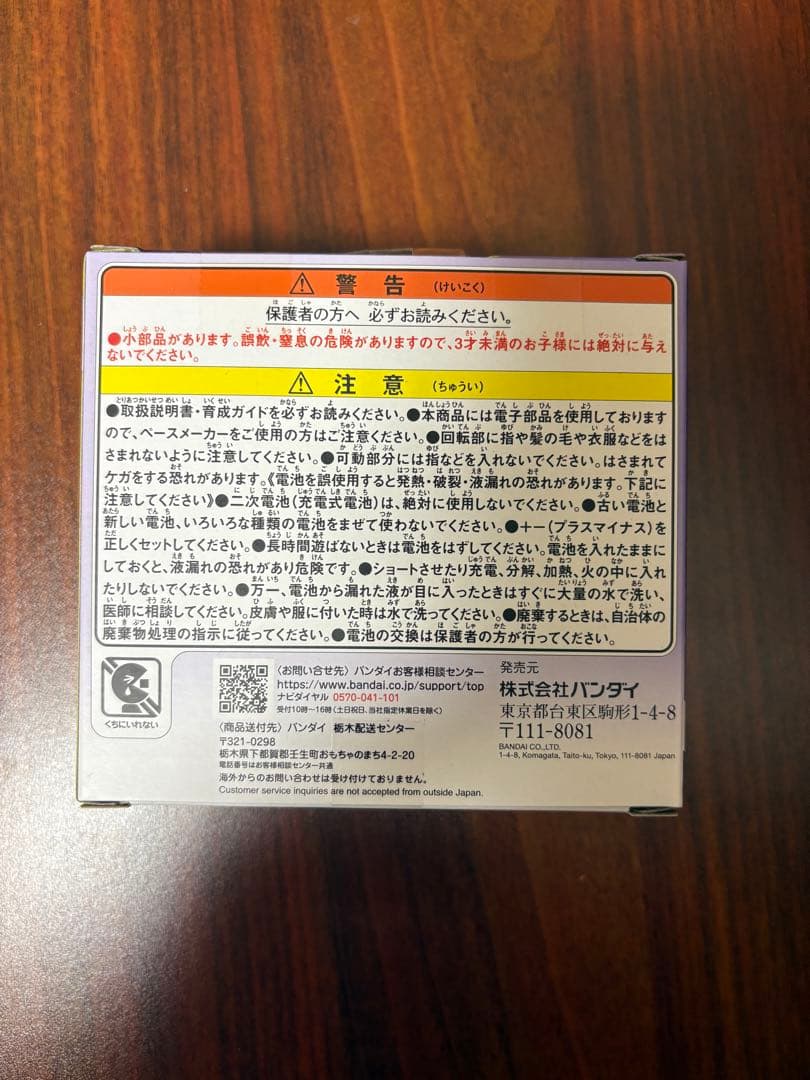 ⚠ 警告 (けいこく)
保護者の方へ 必ずお読みください。
●小部品があります。誤飲・窒息の危険がありますので、3才未満のお子様には絶対に与え
ないでください。
⚠ 注意 (ちゅうい)
●取扱説明書・育成ガイドを必ずお読みください。●本商品には電子部品を使用しております
ので、ペースメーカーをご使用の方はご注意ください。●回転部に指や髪の毛や衣服などをは
さまれないように注意してください。●可動部分には指などを入れないでください。はさまれて
ケガをする恐れがあります。《電池を誤使用すると発熱・破裂・液漏れの恐れがあります。下記に
注意してください》●二次電池(充電式電池)は、絶対に使用しないでください。●古い電池と
新しい電池、いろいろな種類の電池をまぜて使わないでください。●+-(プラスマイナス)を
正しくセットしてください。●長時間遊ばないときは電池をはずしてください。電池を入れたままに
しておくと、液漏れの恐れがあり危険です。●ショートさせたり充電、分解、加熱、火の中に入れ
たりしないでください。●万一、電池から漏れた液が目に入ったときはすぐに大量の水で洗い、
医師に相談してください。皮膚や服に付いた時は水で洗ってください。●廃棄するときは、自治体の
廃棄物処理の指示に従ってください。●電池の交換は保護者の方が行ってください。
くちにいれない
〈お問い合せ先〉バンダイお客様相談センター
https://www.bandai.co.jp/support/top
ナビダイヤル 0570-041-101
受付10時～16時(土日祝日、当社指定休業日を除く)
〈商品送付先〉バンダイ 栃木配送センター
〒321-0298
栃木県下都賀郡壬生町おもちゃのまち4-2-20
電話番号はお客様相談センター共通
海外からのお問い合わせは受け付けておりません。
Customer service inquiries are not accepted from outside Japan.
発売元
株式会社バンダイ
東京都台東区駒形1-4-8
〒111-8081
BANDAI CO.,LTD.
1-4-8, Komagata, Taito-ku, Tokyo, 111-8081 Japan